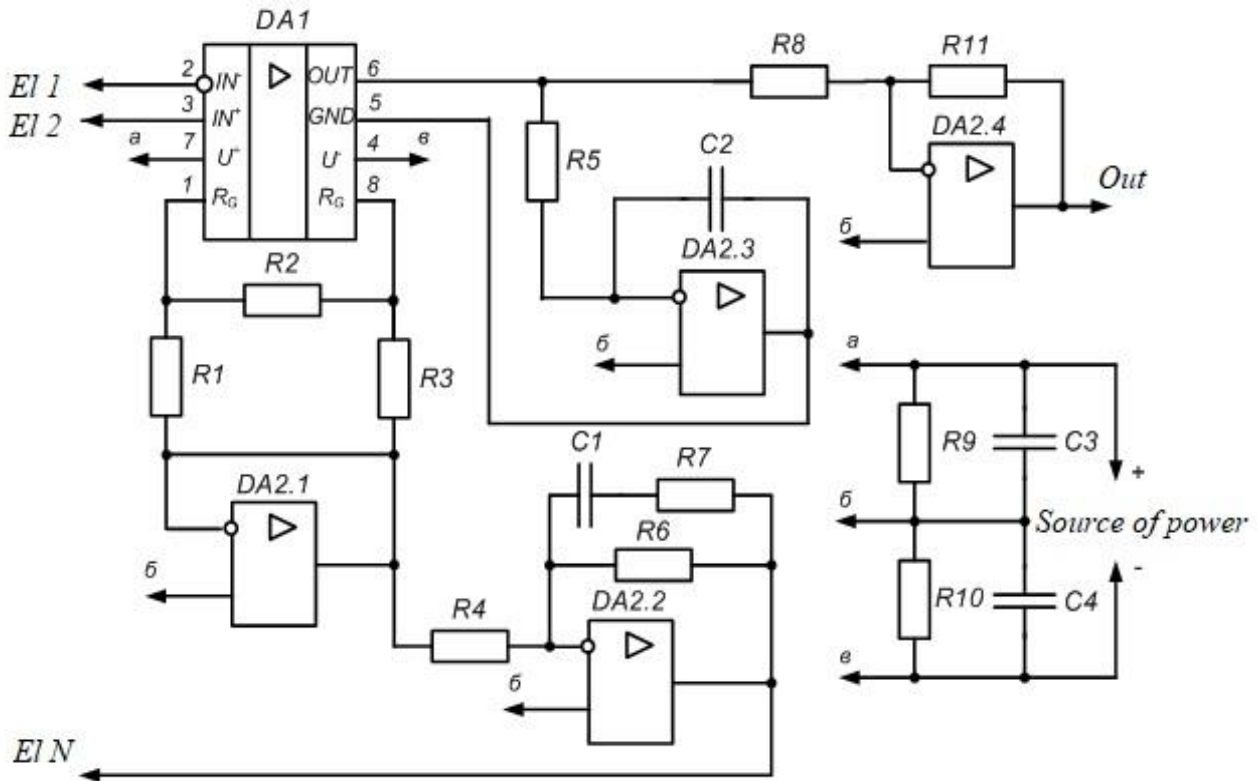 DA1
El 1
2
IN-
OUT
6
El 2
3
IN+
GND
5
а
7
U+
U-
4
в
1
RG
RG
8
R8
R11
DA2.4
Out
б
R5
C2
DA2.3
б
R2
R1
R3
DA2.1
б
C1
R7
R6
R4
DA2.2
б
El N
а
R9
C3
+
б
Source of power
-
R10
C4
в